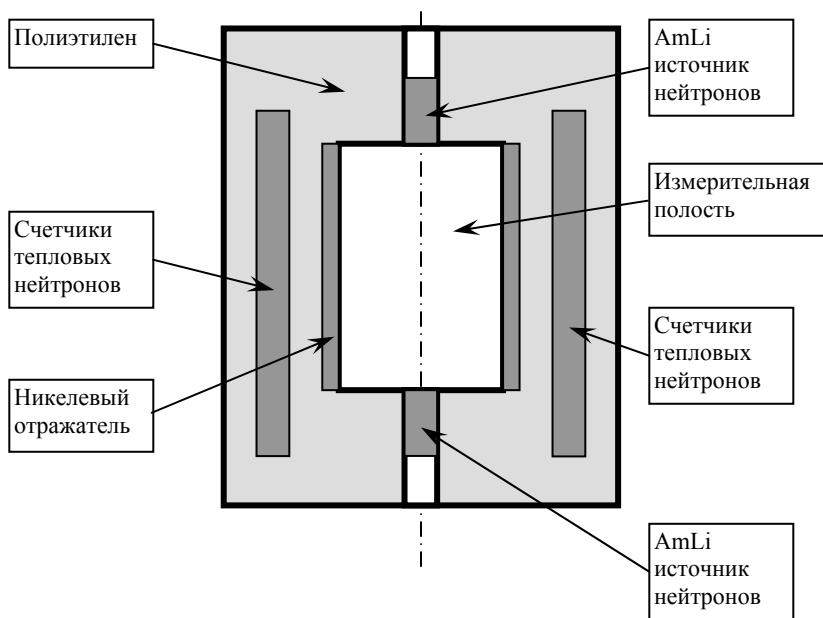 Полиэтилен
AmLi
источник
нейтронов
Измерительная
полость
Счетчики
тепловых
нейтронов
Счетчики
тепловых
нейтронов
Никелевый
отражатель
AmLi
источник
нейтронов